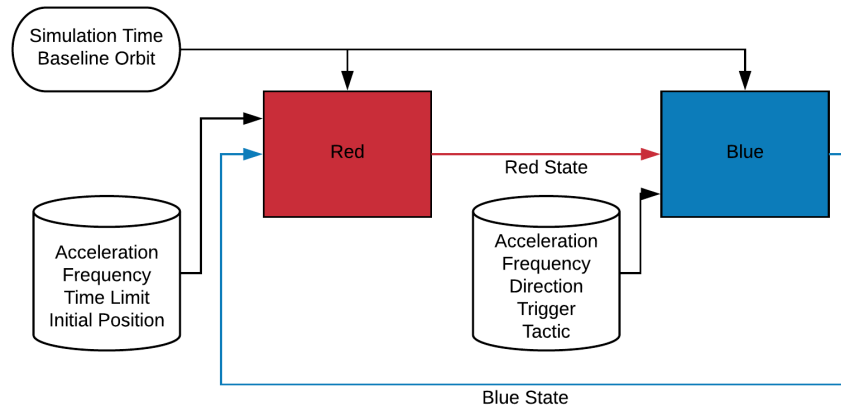 Simulation Time
Baseline Orbit
Red
Blue
Red State
Acceleration
Frequency
Time Limit
Initial Position
Acceleration
Frequency
Direction
Trigger
Tactic
Blue State